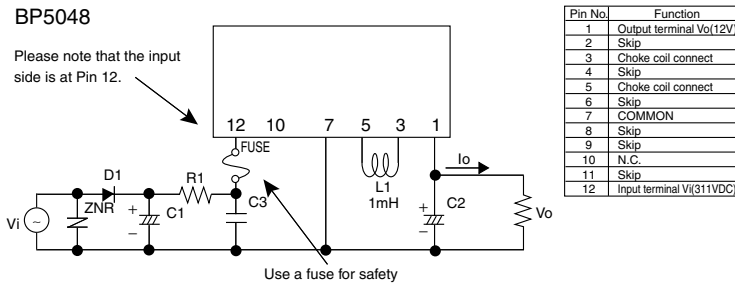 BP5048
Please note that the input
side is at Pin 12.
12 10 7 5 3 1
FUSE
D1
R1
L1
1mH
Io
ZNR
+
C1
−
C3
+
C2
−
Vi
~
Vo
Use a fuse for safety
Pin No. Function
1 Output terminal Vo(12V)
2 Skip
3 Choke coil connect
4 Skip
5 Choke coil connect
6 Skip
7 COMMON
8 Skip
9 Skip
10 N.C.
11 Skip
12 Input terminal Vi(311VDC)